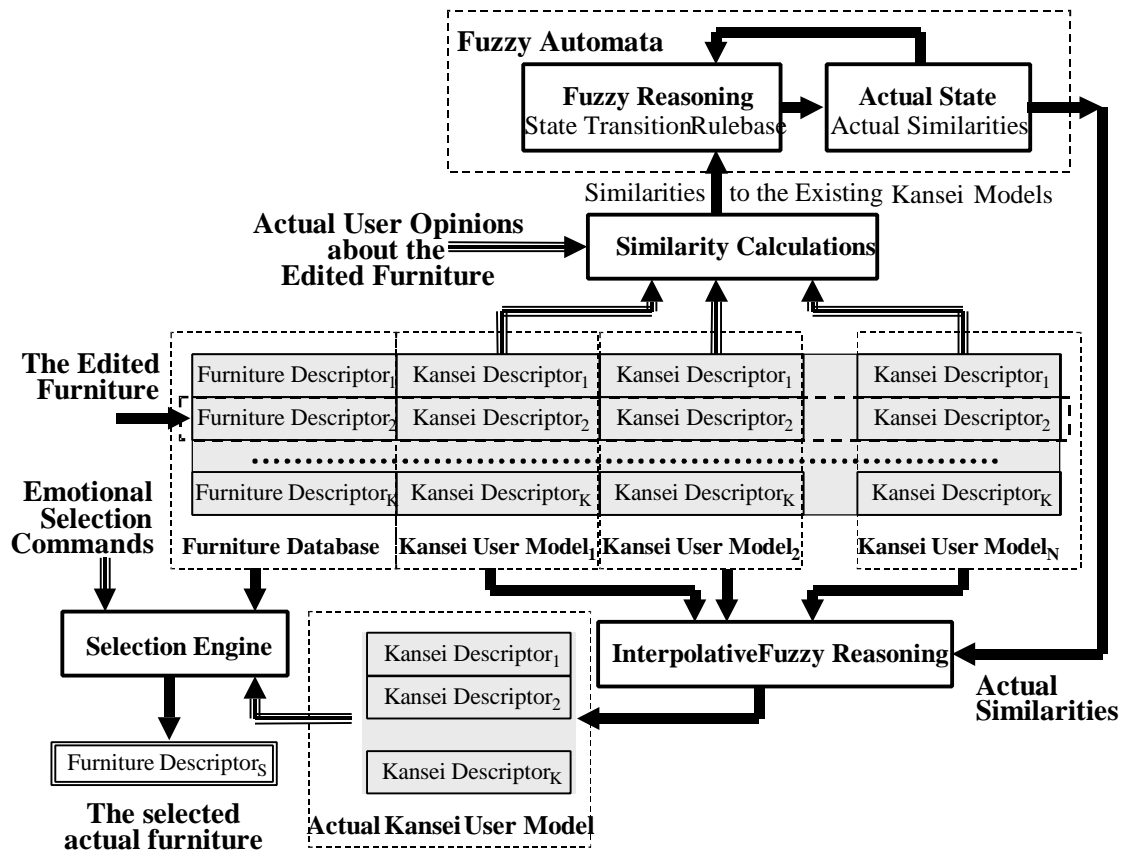 Fuzzy Automata
Fuzzy Reasoning
State Transition Rulebase
Actual State
Actual Similarities
Similarities to the Existing Kansei Models
Actual User Opinions
about the
Edited Furniture
Similarity Calculations
The Edited
Furniture
Furniture Descriptor1 Kansei Descriptor1 Kansei Descriptor1 Kansei Descriptor1
Furniture Descriptor2 Kansei Descriptor2 Kansei Descriptor2 Kansei Descriptor2
Furniture DescriptorK Kansei DescriptorK Kansei DescriptorK Kansei DescriptorK
Furniture Database Kansei User Model1 Kansei User Model2 Kansei User ModelN
Emotional
Selection
Commands
Selection Engine
Kansei Descriptor1
Kansei Descriptor2
Kansei DescriptorK
Actual Kansei User Model
InterpolativeFuzzy Reasoning
Actual
Similarities
Furniture DescriptorS
The selected
actual furniture